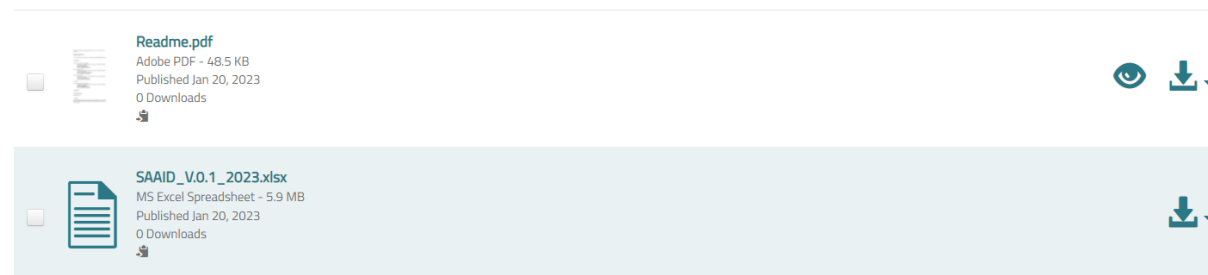 Readme.pdf
Adobe PDF - 48.5 KB
Published Jan 20, 2023
0 Downloads
SAAID_V.0.1_2023.xlsx
MS Excel Spreadsheet - 5.9 MB
Published Jan 20, 2023
0 Downloads